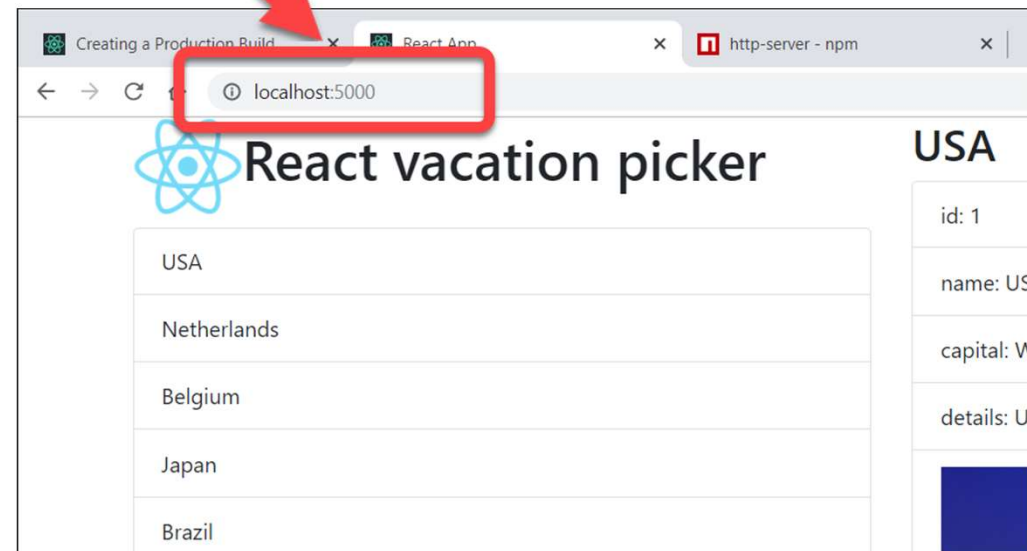 Creating a Production Build
React App
http-server - npm
localhost:5000
React vacation picker
USA
Netherlands
Belgium
Japan
Brazil
USA
id: 1
name: US
capital: W
details: U